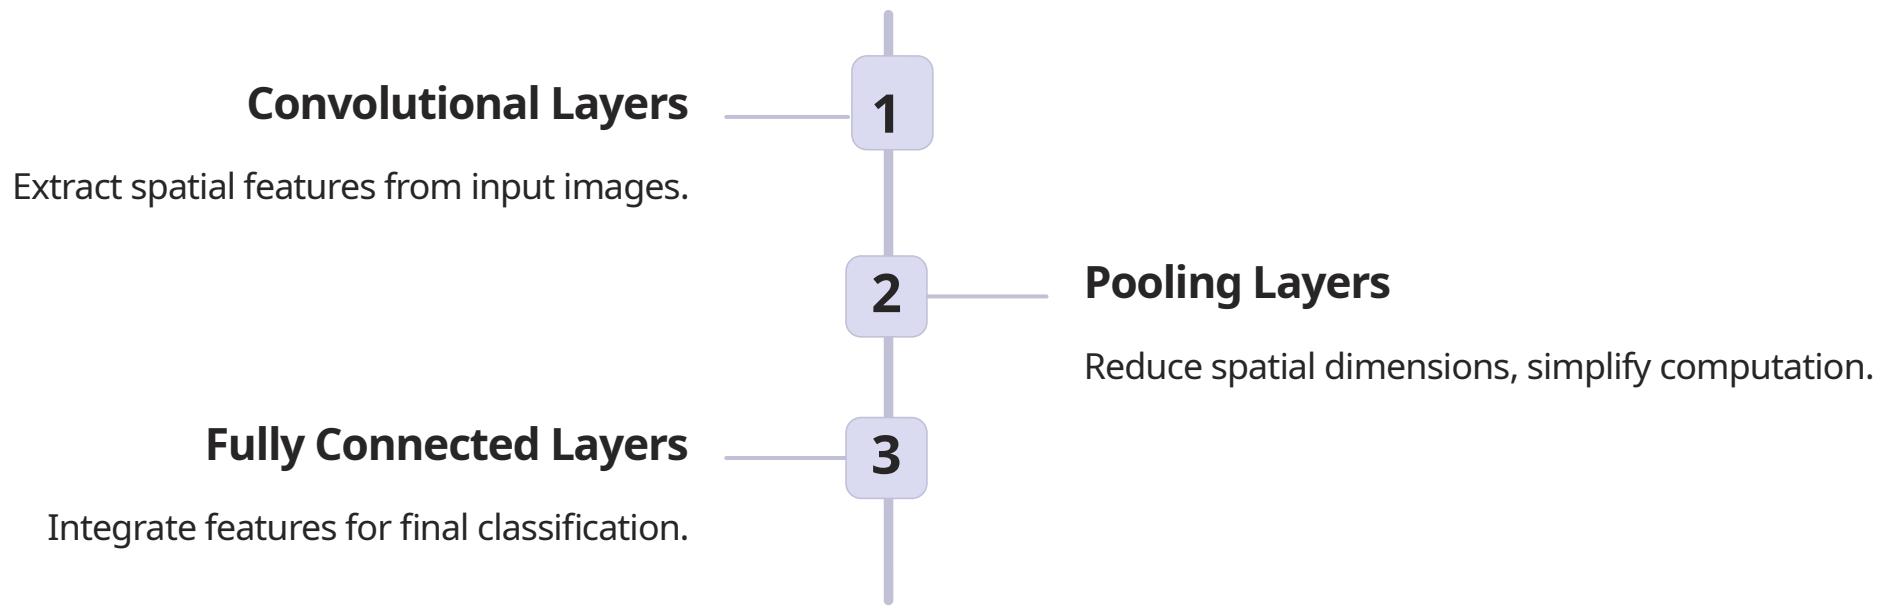 1
Convolutional Layers
Extract spatial features from input images.
2
Pooling Layers
Reduce spatial dimensions, simplify computation.
3
Fully Connected Layers
Integrate features for final classification.